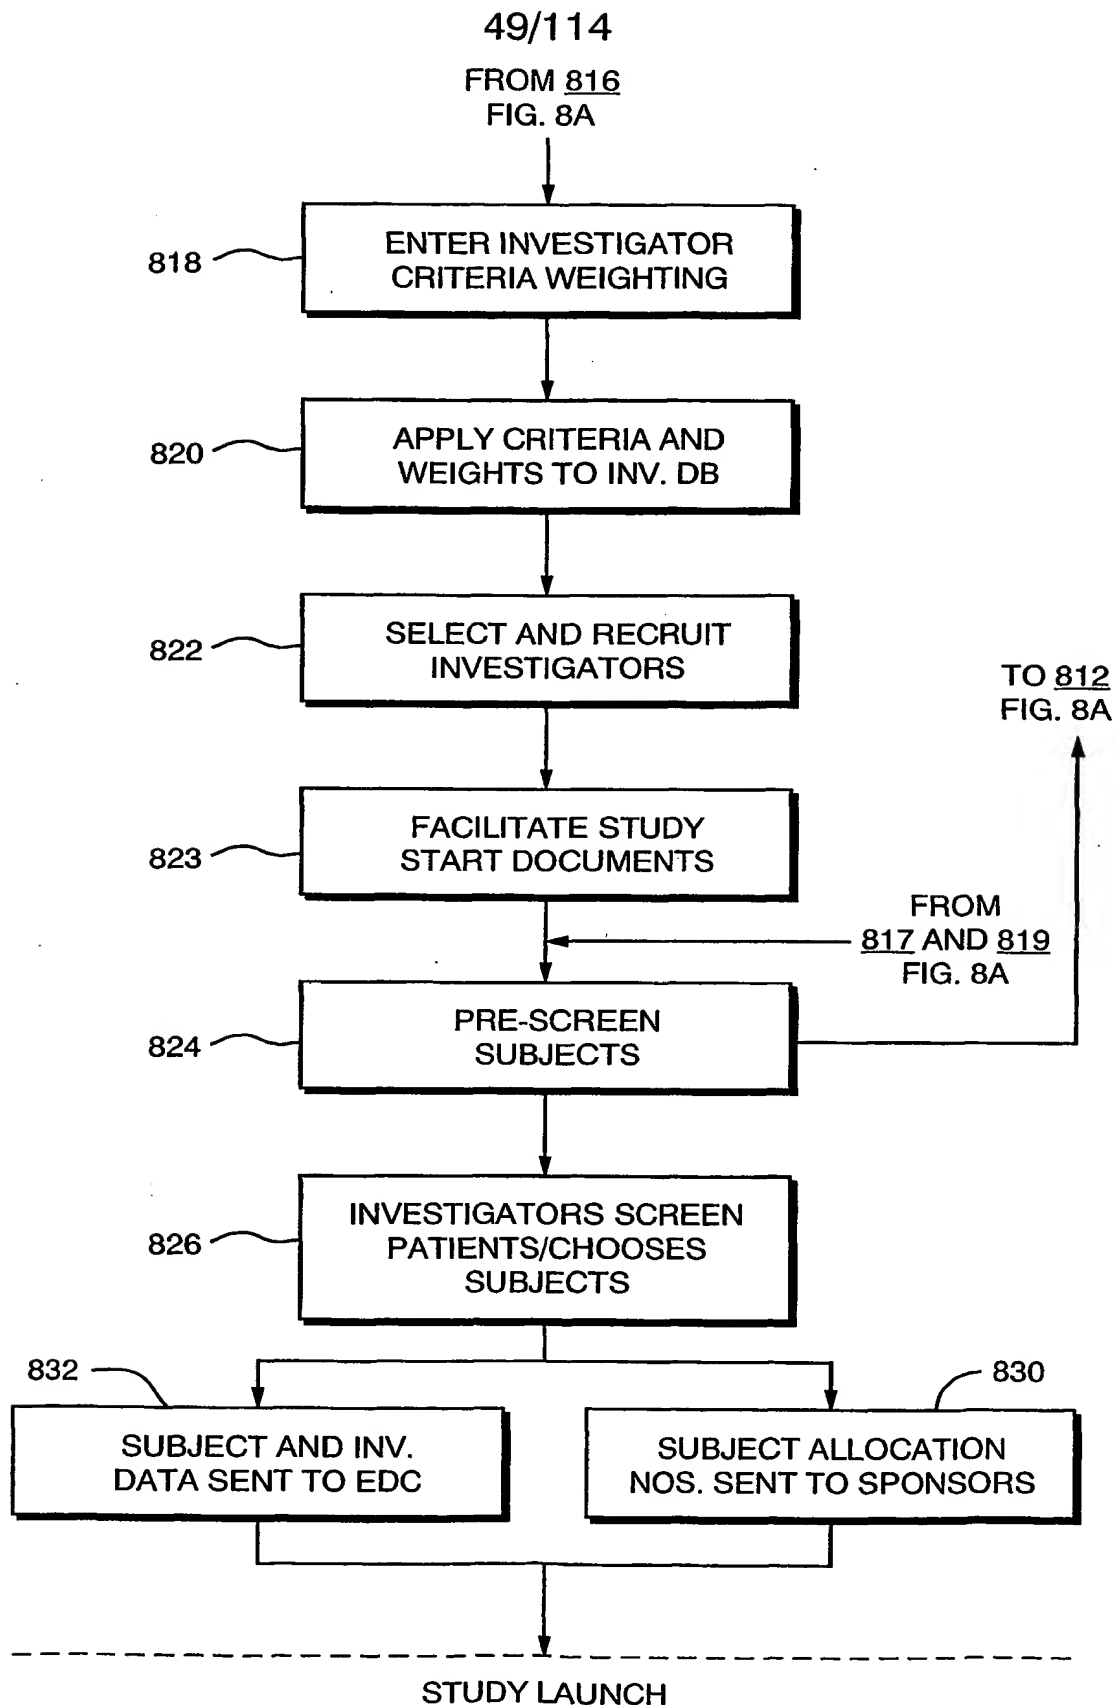 49/114
FROM 816
FIG. 8A
818
ENTER INVESTIGATOR
CRITERIA WEIGHTING
820
APPLY CRITERIA AND
WEIGHTS TO INV. DB
822
SELECT AND RECRUIT
INVESTIGATORS
TO 812
FIG. 8A
823
FACILITATE STUDY
START DOCUMENTS
FROM
817 AND 819
FIG. 8A
824
PRE-SCREEN
SUBJECTS
826
INVESTIGATORS SCREEN
PATIENTS/CHOOSES
SUBJECTS
832
830
SUBJECT AND INV.
DATA SENT TO EDC
SUBJECT ALLOCATION
NOS. SENT TO SPONSORS
STUDY LAUNCH